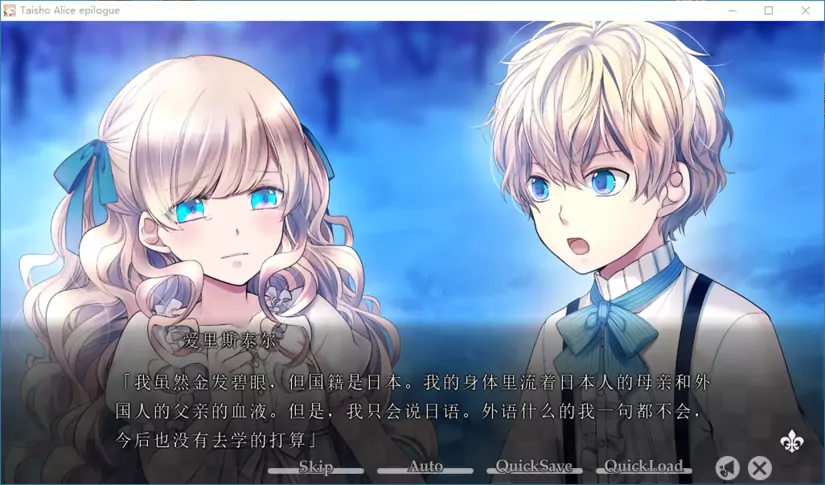 Taisho Alice epilogue
爱里斯泰尔
「我虽然金发碧眼，但国籍是日本。我的身体里流着日本人的母亲和外
国人的父亲的血液。但是，我只会说日语。外语什么的我一句都不会，
今后也没有去学的打算」
Skip Auto QuickSave QuickLoad